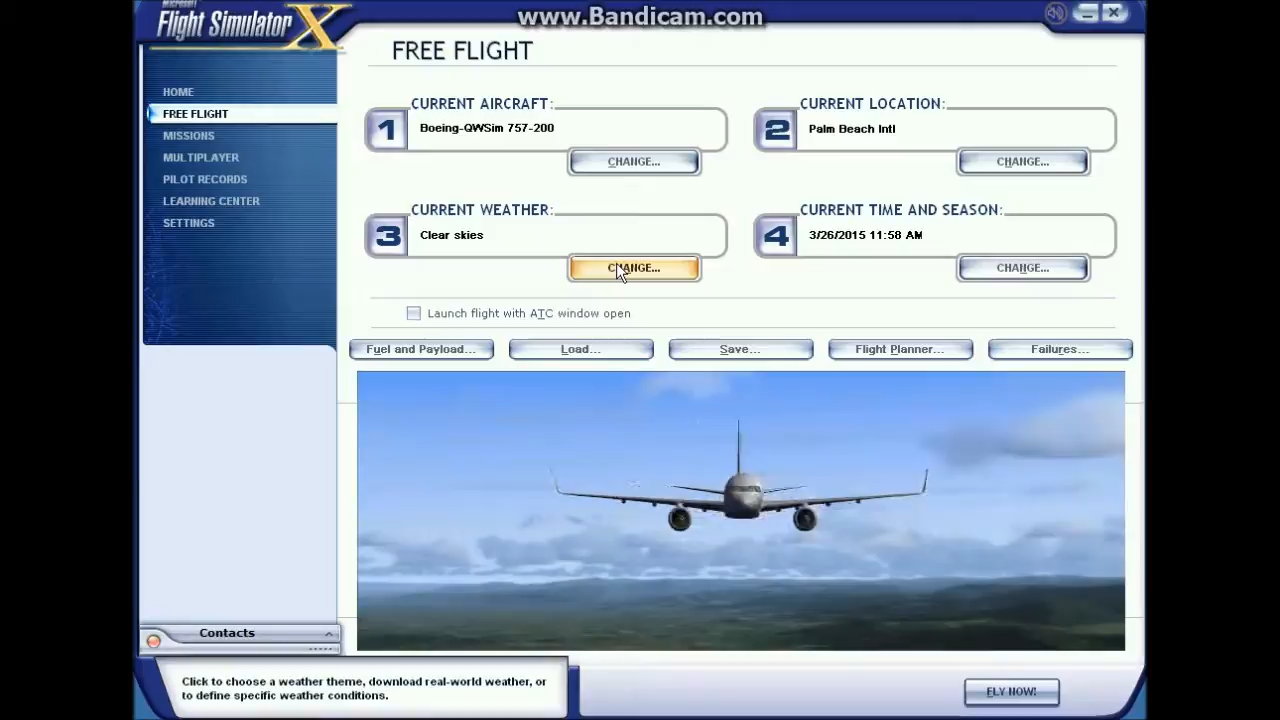 www.Bandicam.com
Microsoft
Flight Simulator X
FREE FLIGHT
HOME
FREE FLIGHT
MISSIONS
MULTIPLAYER
PILOT RECORDS
LEARNING CENTER
SETTINGS
CURRENT AIRCRAFT:
1
Boeing-QWSim 757-200
CHANGE...
CURRENT LOCATION:
2
Palm Beach Intl
CHANGE...
CURRENT WEATHER:
3
Clear skies
CHANGE...
CURRENT TIME AND SEASON:
4
3/26/2015 11:58 AM
CHANGE...
Launch flight with ATC window open
Fuel and Payload...
Load...
Save...
Flight Planner...
Failures...
Contacts
Click to choose a weather theme, download real-world weather, or
to define specific weather conditions.
FLY NOW!